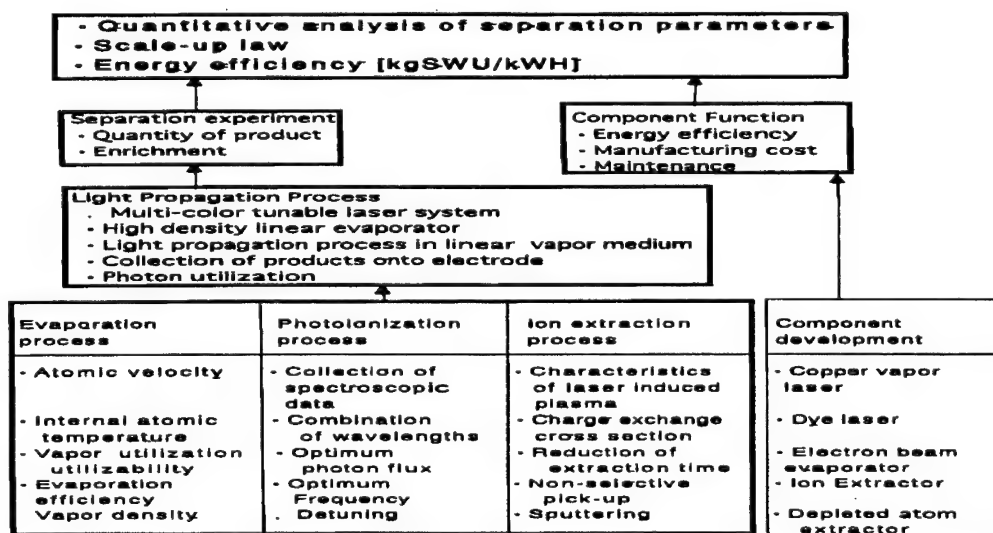 - Quantitative analysis of separation parameters
- Scale-up law
- Energy efficiency [kgSWU/kWH]
Separation experiment
- Quantity of product
- Enrichment
Component Function
- Energy efficiency
- Manufacturing cost
- Maintenance
Light Propagation Process
. Multi-color tunable laser system
- High density linear evaporator
- Light propagation process in linear vapor medium
- Collection of products onto electrode
- Photon utilization
Evaporation
process
- Atomic velocity
- Internal atomic
temperature
- Vapor utilization
utilizability
- Evaporation
efficiency
Vapor density
Photoionization
process
- Collection of
spectroscopic
data
- Combination
of wavelengths
- Optimum
photon flux
- Optimum
Frequency
. Detuning
Ion extraction
process
- Characteristics
of laser induced
plasma
- Charge exchange
cross section
- Reduction of
extraction time
- Non-selective
pick-up
- Sputtering
Component
development
- Copper vapor
laser
- Dye laser
- Electron beam
evaporator
- Ion Extractor
- Depleted atom
extractor